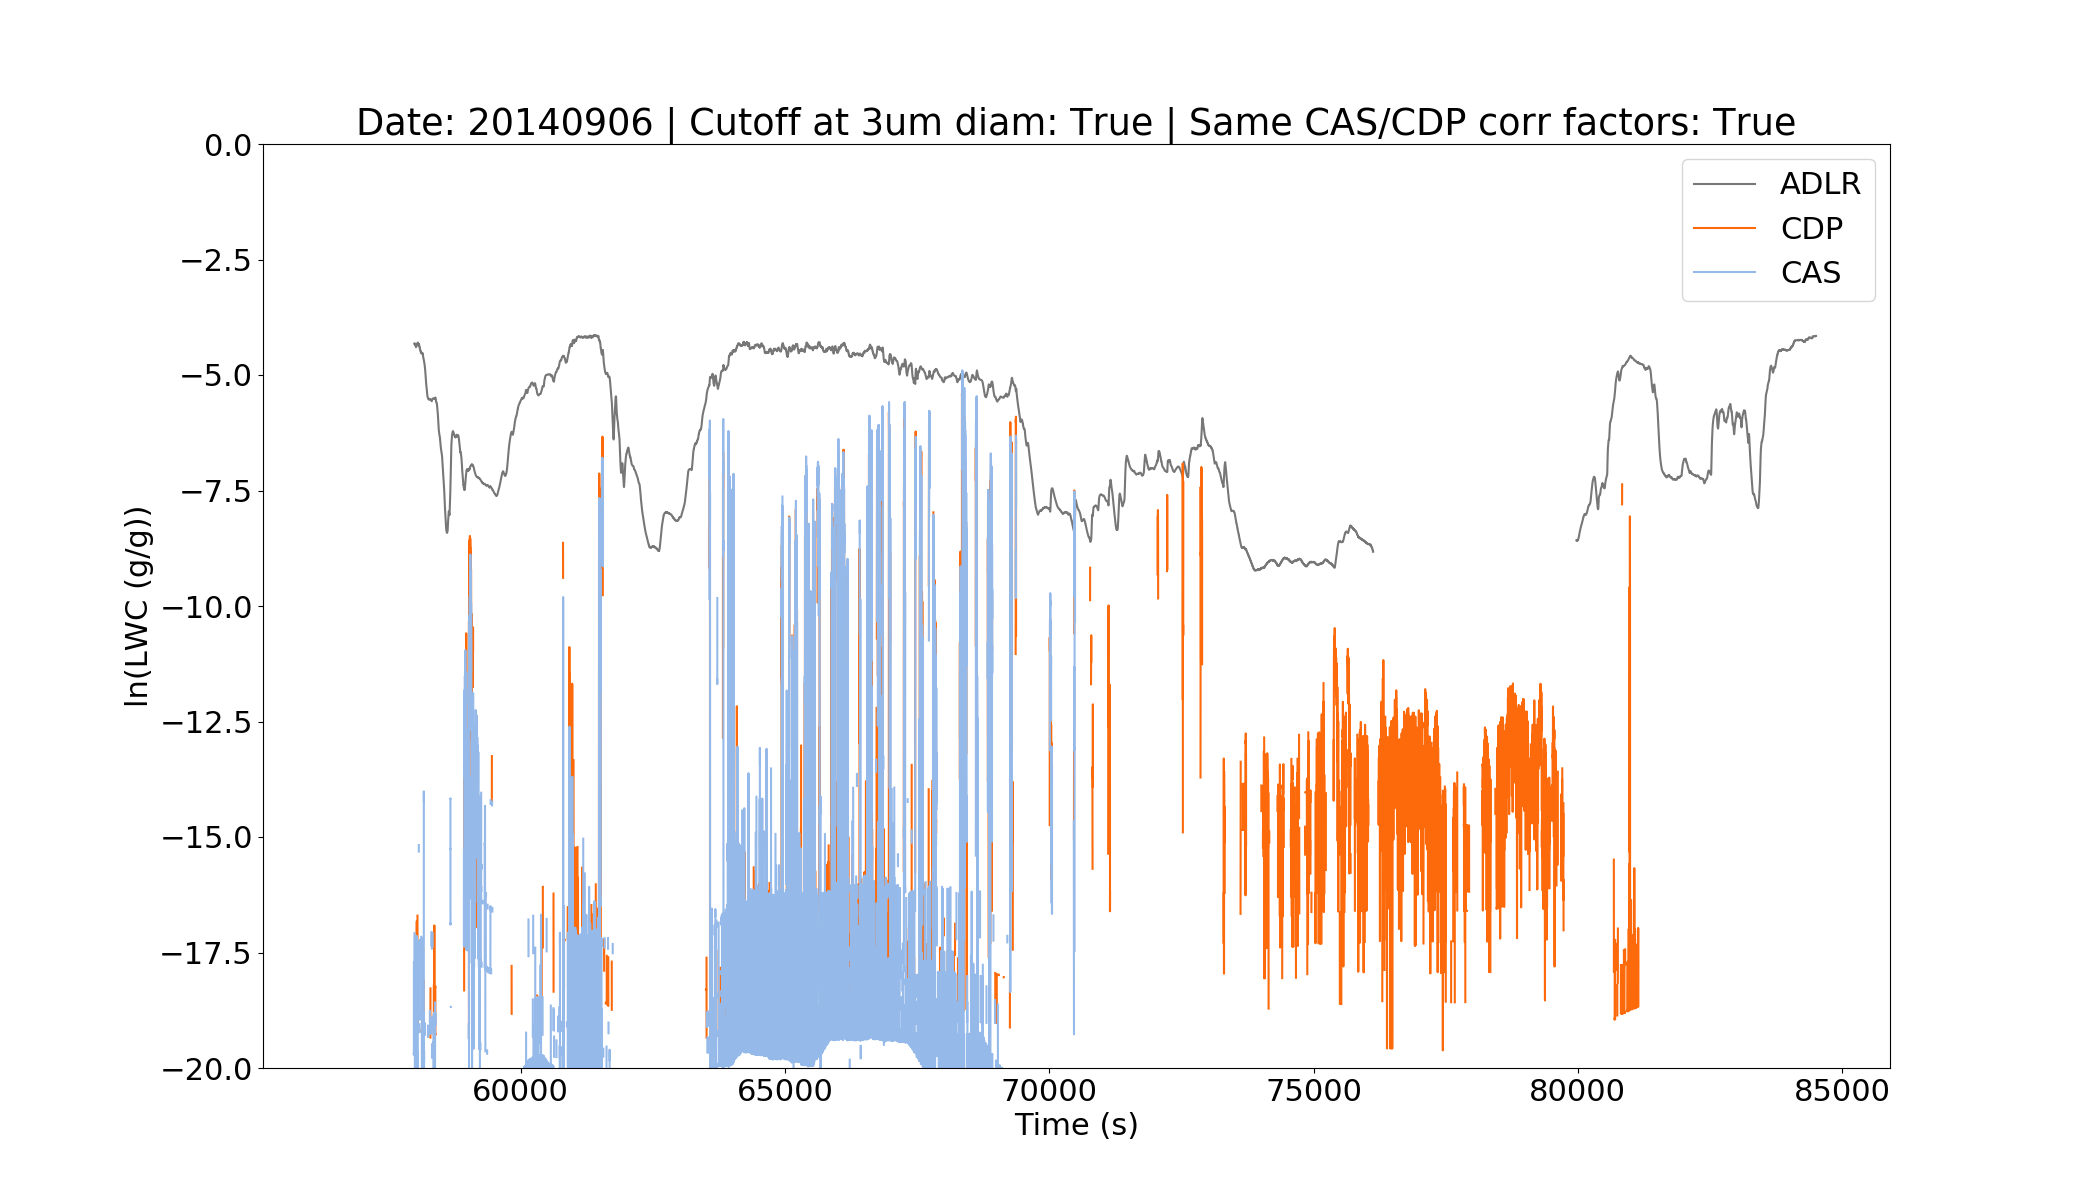 Date: 20140906 | Cutoff at 3um diam: True | Same CAS/CDP corr factors: True
ADLR
CDP
CAS
ln(LWC (g/g))
0.0
−2.5
−5.0
−7.5
−10.0
−12.5
−15.0
−17.5
−20.0
60000 65000 70000 75000 80000 85000
Time (s)